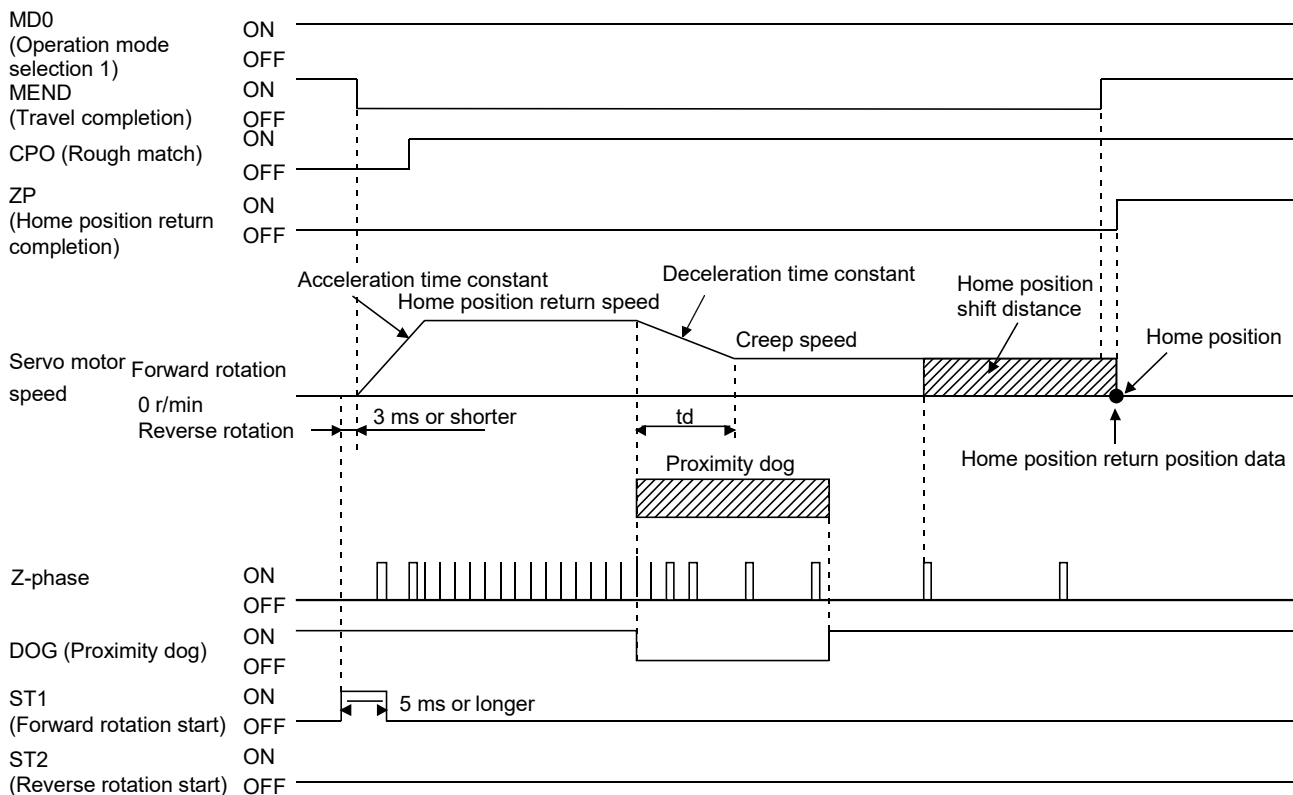 MD0
(Operation mode
selection 1)
ON
OFF
MEND
(Travel completion)
ON
OFF
CPO (Rough match)
ON
OFF
ZP
(Home position return
completion)
ON
OFF
Acceleration time constant
Home position return speed
Deceleration time constant
Creep speed
Home position
shift distance
Home position
Servo motor
speed
Forward rotation
0 r/min
Reverse rotation
3 ms or shorter
td
Home position return position data
Proximity dog
Z-phase
ON
OFF
DOG (Proximity dog)
ON
OFF
ST1
(Forward rotation start)
ON
OFF
5 ms or longer
ST2
(Reverse rotation start)
ON
OFF